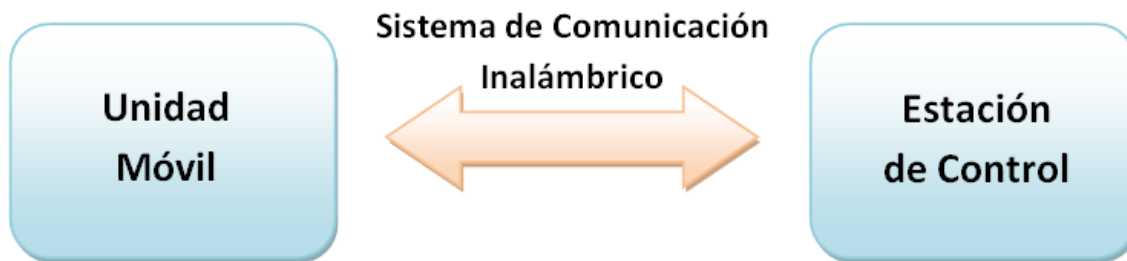 Unidad
Móvil
Sistema de Comunicación
Inalámbrico
Estación
de Control